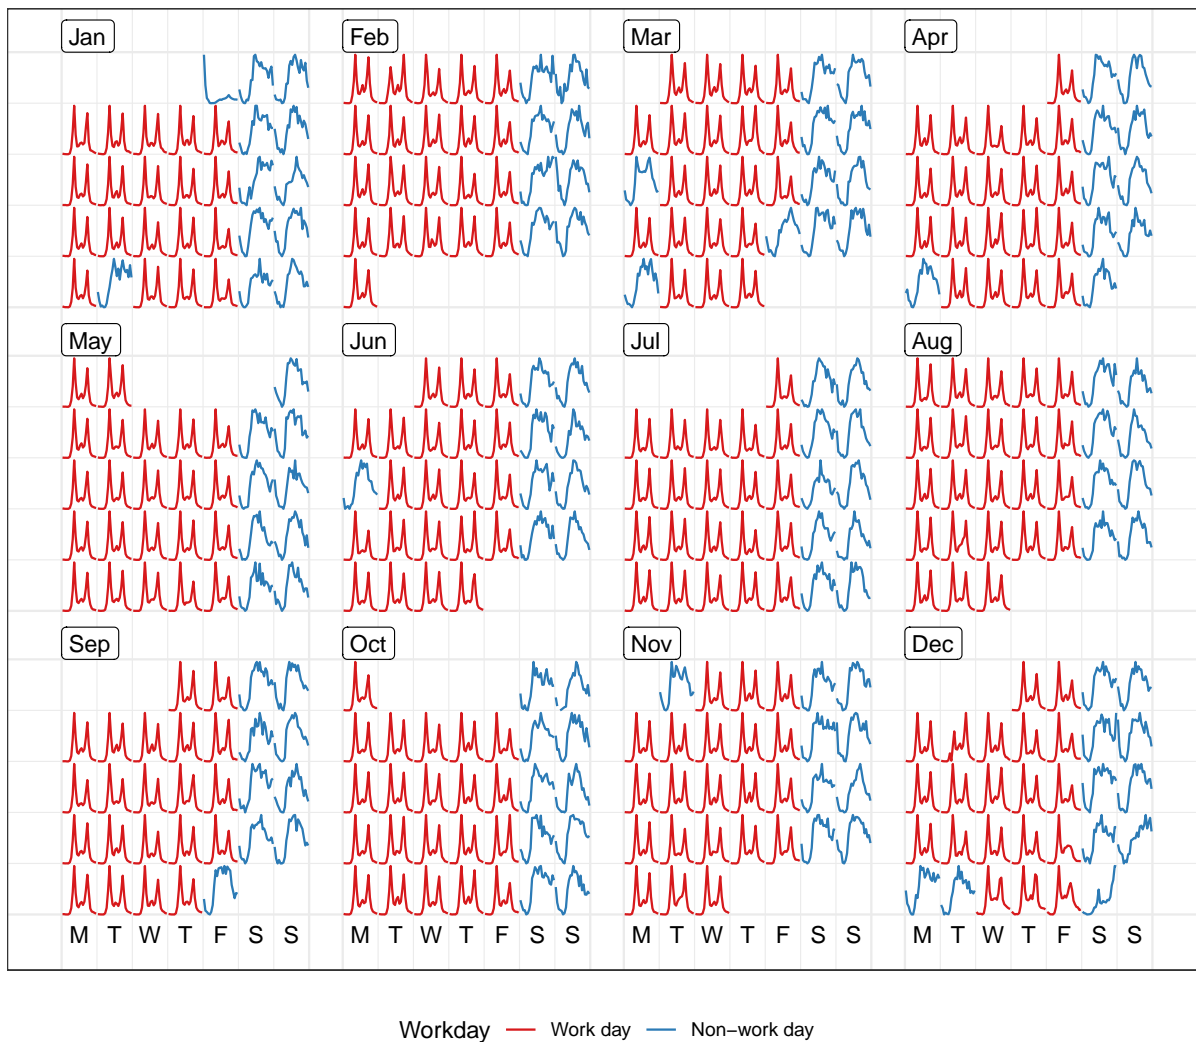 Jan Feb Mar Apr
May Jun Jul Aug
Sep Oct Nov Dec
M T W T F S S M T W T F S S M T W T F S S M T W T F S S
Workday Work day Non−work day